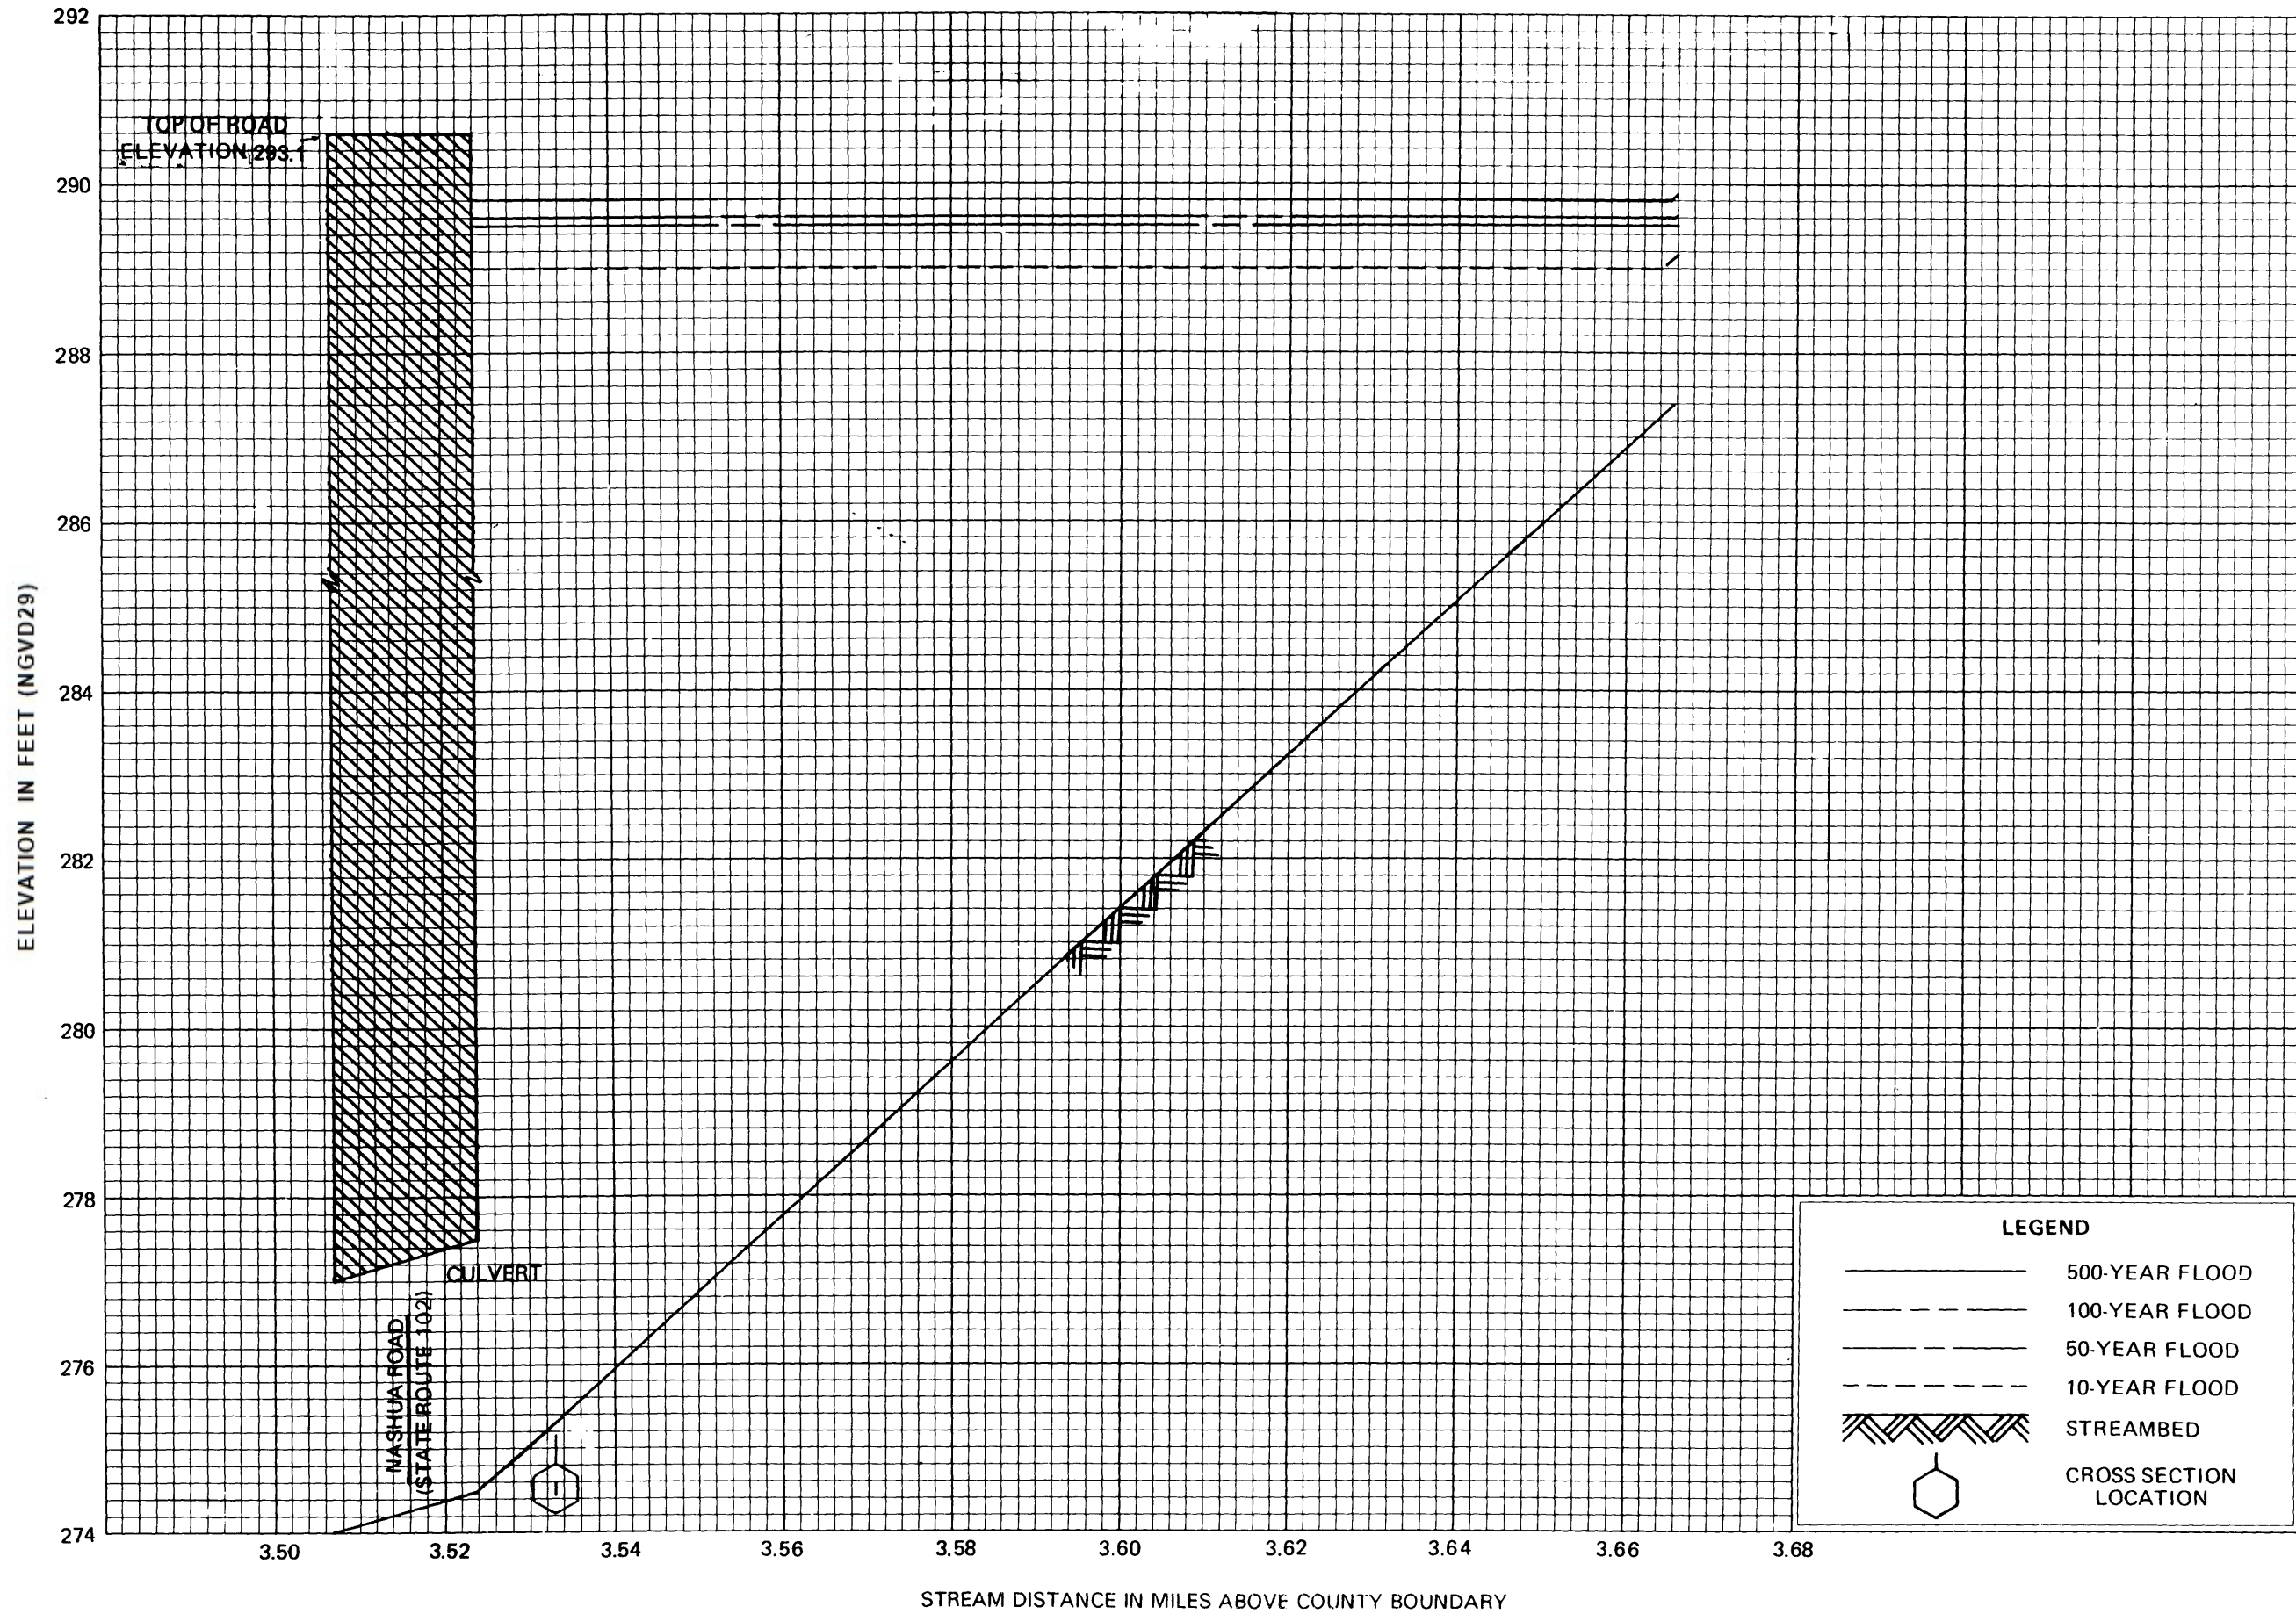 292
TOP OF ROAD
ELEVATION 293.1
290
288
286
284
282
280
278
276
274
ELEVATION IN FEET (NGVD29)
CULVERT
NASHUA ROAD
(STATE ROUTE 102)
I
3.50
3.52
3.54
3.56
3.58
3.60
3.62
3.64
3.66
3.68
STREAM DISTANCE IN MILES ABOVE COUNTY BOUNDARY
LEGEND
500-YEAR FLOOD
100-YEAR FLOOD
50-YEAR FLOOD
10-YEAR FLOOD
STREAMBED
CROSS SECTION
LOCATION